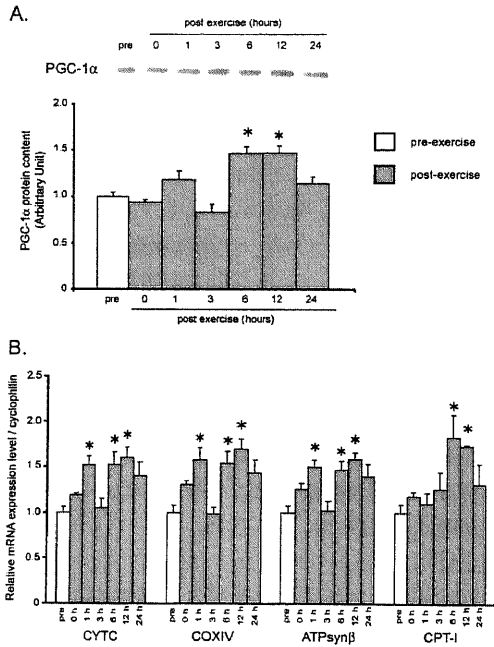 A.
post exercise (hours)
pre 0 1 3 6 12 24
PGC-1α
2.0
1.5
1.0
0.5
0
PGC-1α protein content
(Arbitrary Unit)
* *
pre-exercise
post-exercise
pre 0 1 3 6 12 24
post exercise (hours)
B.
2.5
2.0
1.5
1.0
0.5
0.0
Relative mRNA expression level / cyclophilin
* * * * * * * * * * *
pre 0 h 1 h 3 h 6 h 12 h 24 h pre 0 h 1 h 3 h 6 h 12 h 24 h pre 0 h 1 h 3 h 6 h 12 h 24 h pre 0 h 1 h 3 h 6 h 12 h 24 h
CYTC COXIV ATPsynβ CPT-I